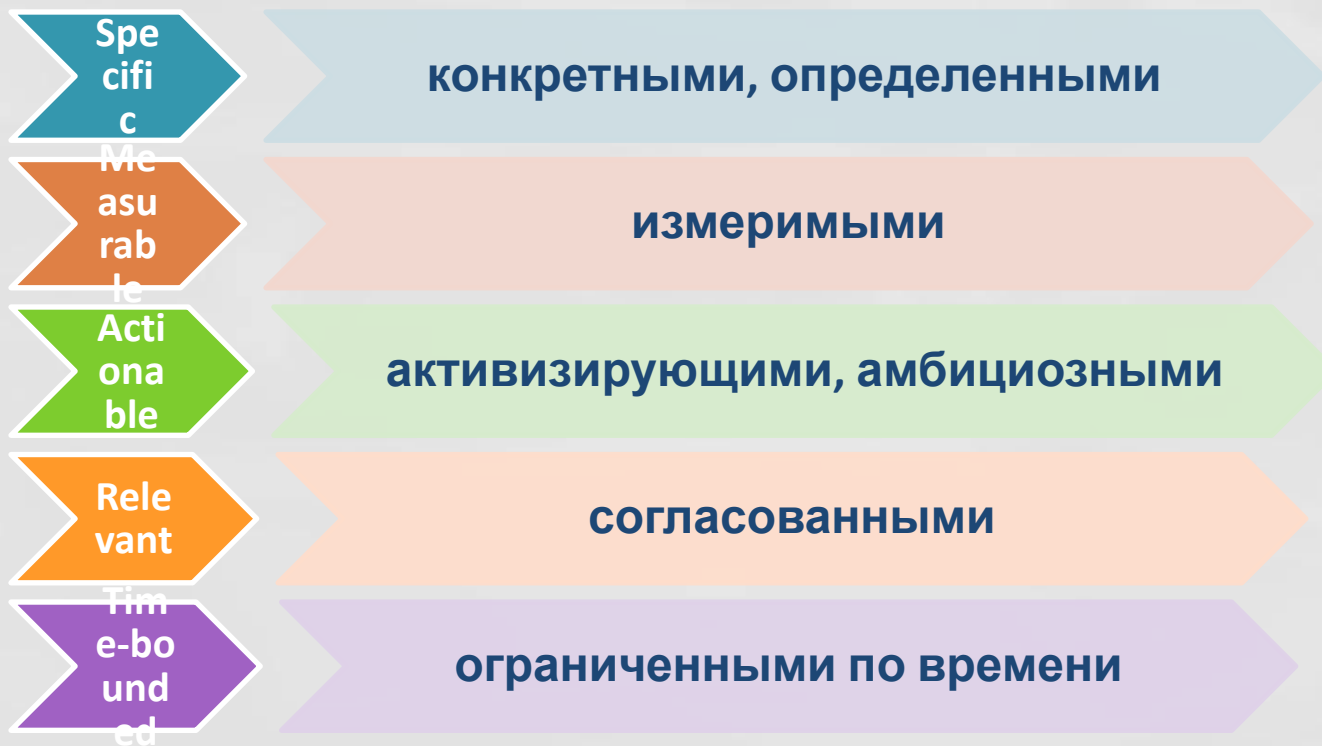 Spe
cifi
c
конкретными, определенными
Me
asu
rab
le
измеримыми
Acti
ona
ble
активизирующими, амбициозными
Rele
vant
согласованными
Tim
e-bo
und
ed
ограниченными по времени